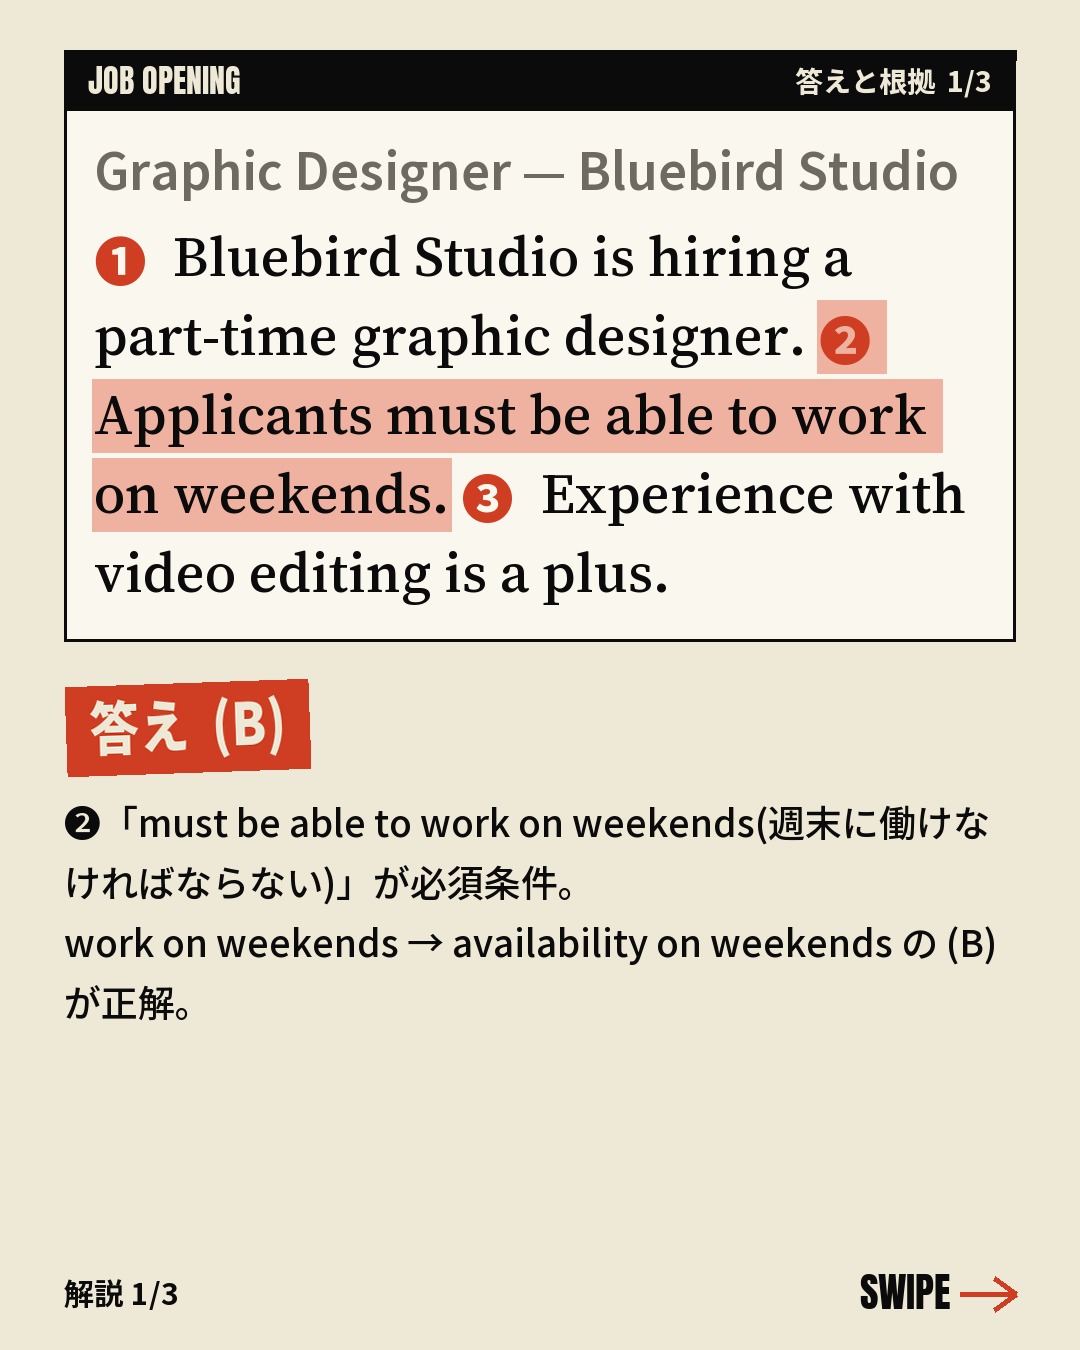 JOB OPENING
答えと根拠 1/3
Graphic Designer — Bluebird Studio
❶ Bluebird Studio is hiring a
part-time graphic designer. ❷
Applicants must be able to work
on weekends. ❸ Experience with
video editing is a plus.
答え (B)
❷「must be able to work on weekends(週末に働けな
ければならない)」が必須条件。
work on weekends → availability on weekends の (B)
が正解。
解説 1/3
SWIPE →